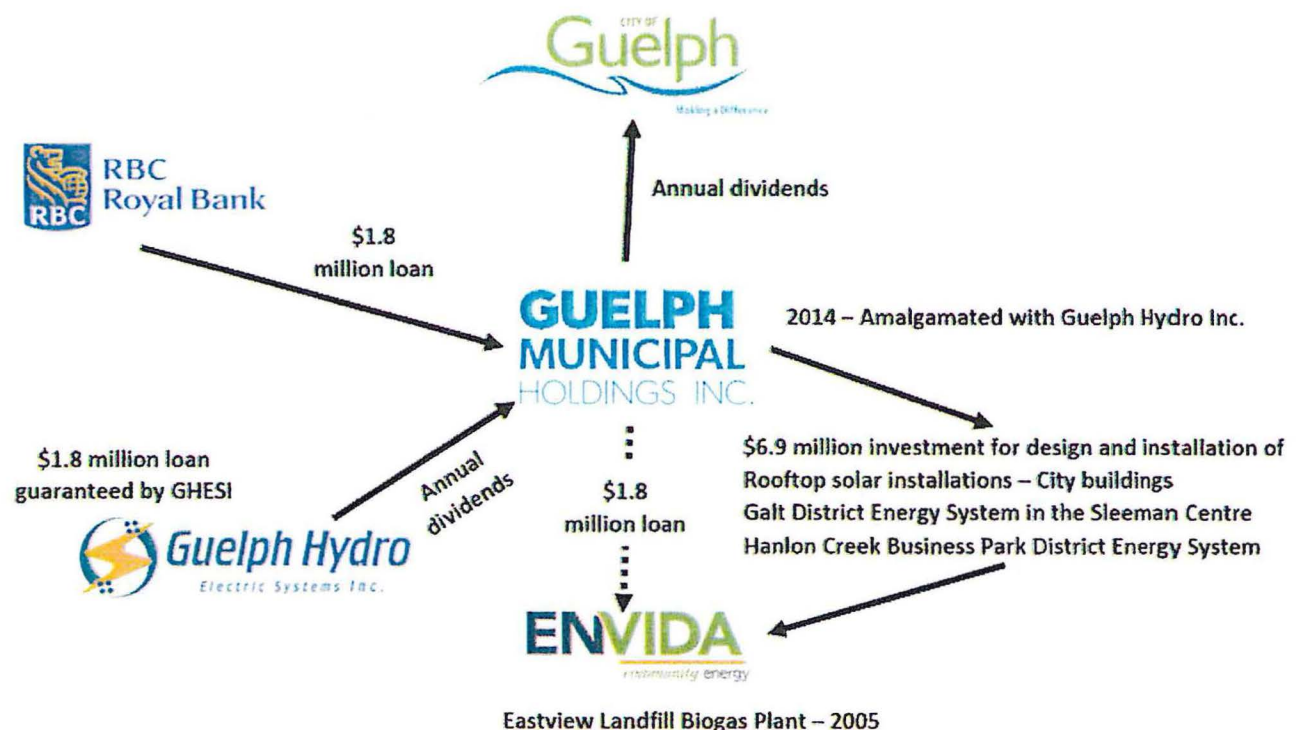 CITY OF
Guelph
Making a Difference
RBC
RBC
Royal Bank
Annual dividends
$1.8
million loan
GUELPH
MUNICIPAL
HOLDINGS INC.
2014 – Amalgamated with Guelph Hydro Inc.
$1.8 million loan
guaranteed by GHESI
Annual
dividends
Guelph Hydro
Electric Systems Inc.
$1.8
million loan
$6.9 million investment for design and installation of
Rooftop solar installations – City buildings
Galt District Energy System in the Sleeman Centre
Hanlon Creek Business Park District Energy System
ENVIDA
community energy
Eastview Landfill Biogas Plant – 2005